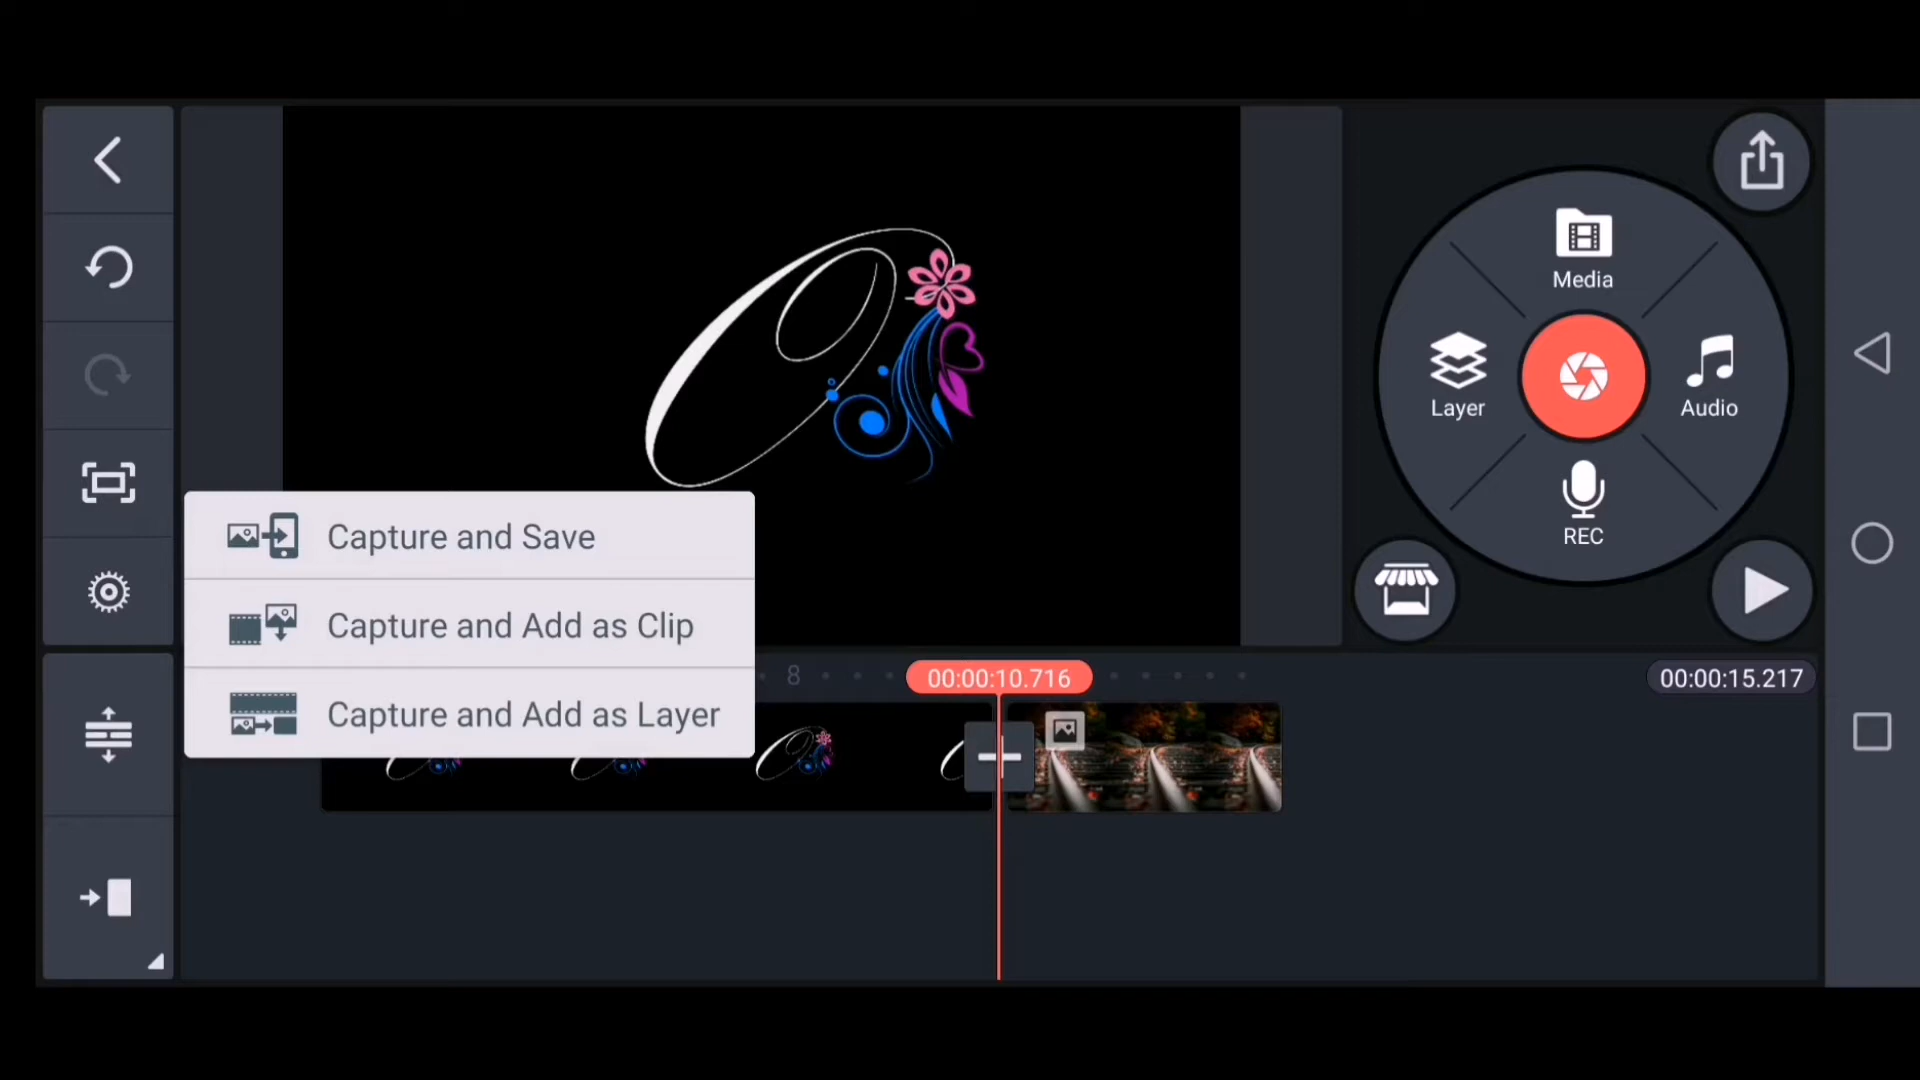 Media
Layer
Audio
REC
Capture and Save
Capture and Add as Clip
Capture and Add as Layer
8
00:00:10.716
00:00:15.217